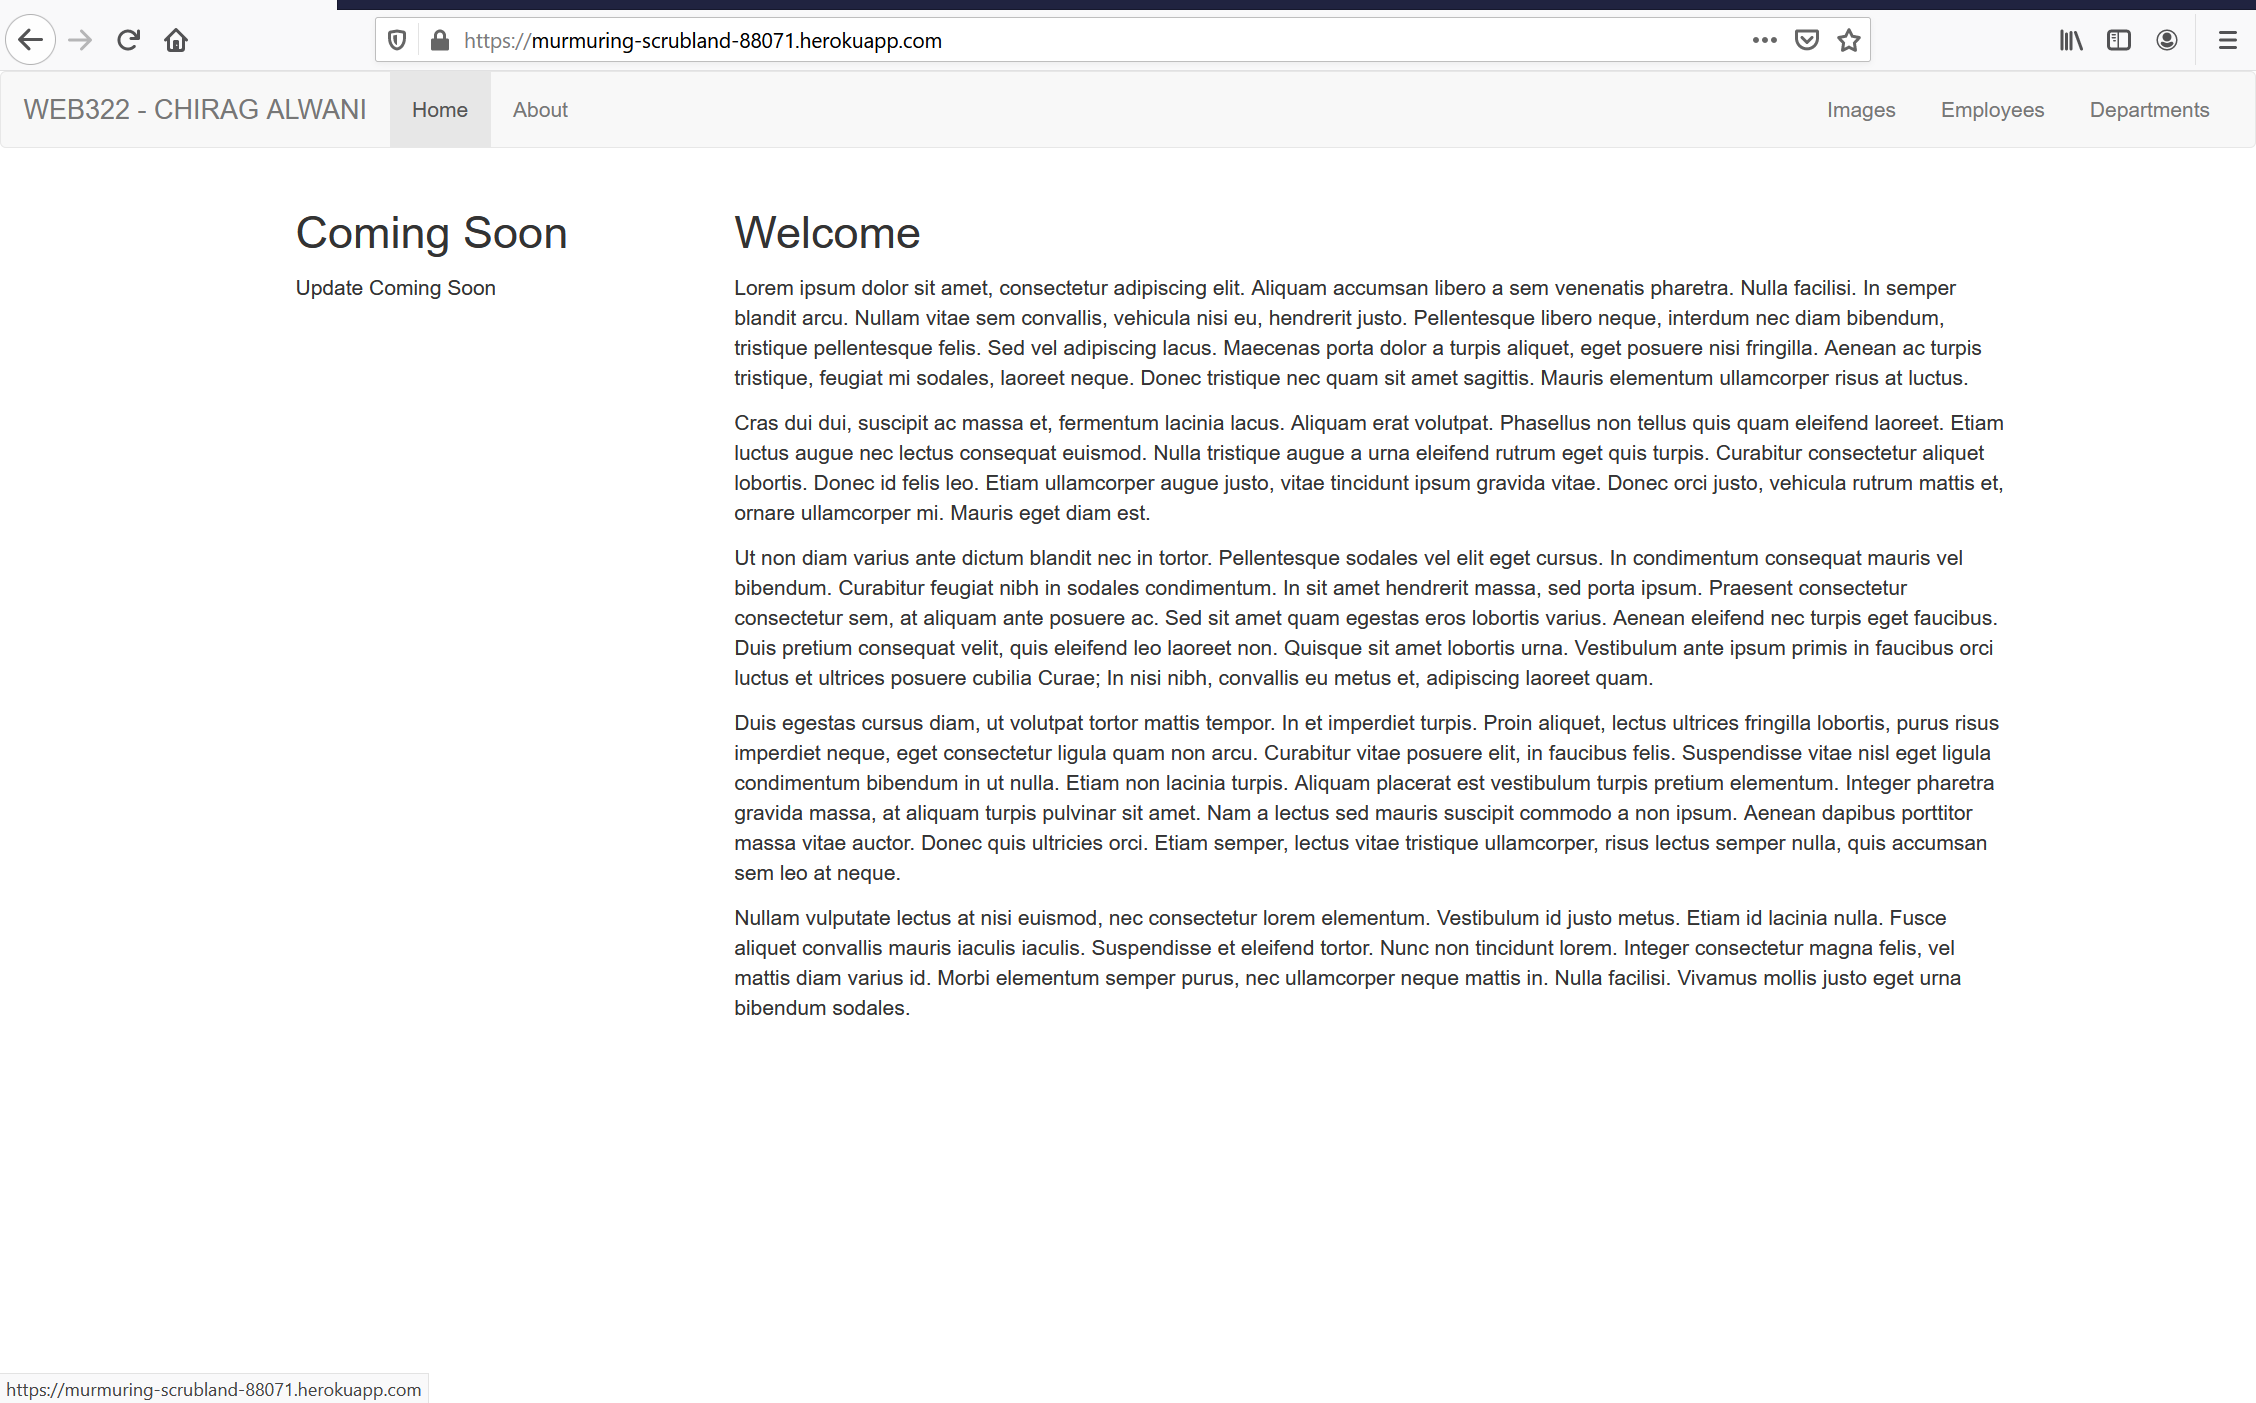 https://murmuring-scrubland-88071.herokuapp.com
WEB322 - CHIRAG ALWANI Home About Images Employees Departments
Coming Soon
Update Coming Soon
Welcome
Lorem ipsum dolor sit amet, consectetur adipiscing elit. Aliquam accumsan libero a sem venenatis pharetra. Nulla facilisi. In semper
blandit arcu. Nullam vitae sem convallis, vehicula nisi eu, hendrerit justo. Pellentesque libero neque, interdum nec diam bibendum,
tristique pellentesque felis. Sed vel adipiscing lacus. Maecenas porta dolor a turpis aliquet, eget posuere nisi fringilla. Aenean ac turpis
tristique, feugiat mi sodales, laoreet neque. Donec tristique nec quam sit amet sagittis. Mauris elementum ullamcorper risus at luctus.
Cras dui dui, suscipit ac massa et, fermentum lacinia lacus. Aliquam erat volutpat. Phasellus non tellus quis quam eleifend laoreet. Etiam
luctus augue nec lectus consequat euismod. Nulla tristique augue a urna eleifend rutrum eget quis turpis. Curabitur consectetur aliquet
lobortis. Donec id felis leo. Etiam ullamcorper augue justo, vitae tincidunt ipsum gravida vitae. Donec orci justo, vehicula rutrum mattis et,
ornare ullamcorper mi. Mauris eget diam est.
Ut non diam varius ante dictum blandit nec in tortor. Pellentesque sodales vel elit eget cursus. In condimentum consequat mauris vel
bibendum. Curabitur feugiat nibh in sodales condimentum. In sit amet hendrerit massa, sed porta ipsum. Praesent consectetur
consectetur sem, at aliquam ante posuere ac. Sed sit amet quam egestas eros lobortis varius. Aenean eleifend nec turpis eget faucibus.
Duis pretium consequat velit, quis eleifend leo laoreet non. Quisque sit amet lobortis urna. Vestibulum ante ipsum primis in faucibus orci
luctus et ultrices posuere cubilia Curae; In nisi nibh, convallis eu metus et, adipiscing laoreet quam.
Duis egestas cursus diam, ut volutpat tortor mattis tempor. In et imperdiet turpis. Proin aliquet, lectus ultrices fringilla lobortis, purus risus
imperdiet neque, eget consectetur ligula quam non arcu. Curabitur vitae posuere elit, in faucibus felis. Suspendisse vitae nisl eget ligula
condimentum bibendum in ut nulla. Etiam non lacinia turpis. Aliquam placerat est vestibulum turpis pretium elementum. Integer pharetra
gravida massa, at aliquam turpis pulvinar sit amet. Nam a lectus sed mauris suscipit commodo a non ipsum. Aenean dapibus porttitor
massa vitae auctor. Donec quis ultricies orci. Etiam semper, lectus vitae tristique ullamcorper, risus lectus semper nulla, quis accumsan
sem leo at neque.
Nullam vulputate lectus at nisi euismod, nec consectetur lorem elementum. Vestibulum id justo metus. Etiam id lacinia nulla. Fusce
aliquet convallis mauris iaculis iaculis. Suspendisse et eleifend tortor. Nunc non tincidunt lorem. Integer consectetur magna felis, vel
mattis diam varius id. Morbi elementum semper purus, nec ullamcorper neque mattis in. Nulla facilisi. Vivamus mollis justo eget urna
bibendum sodales.
https://murmuring-scrubland-88071.herokuapp.com